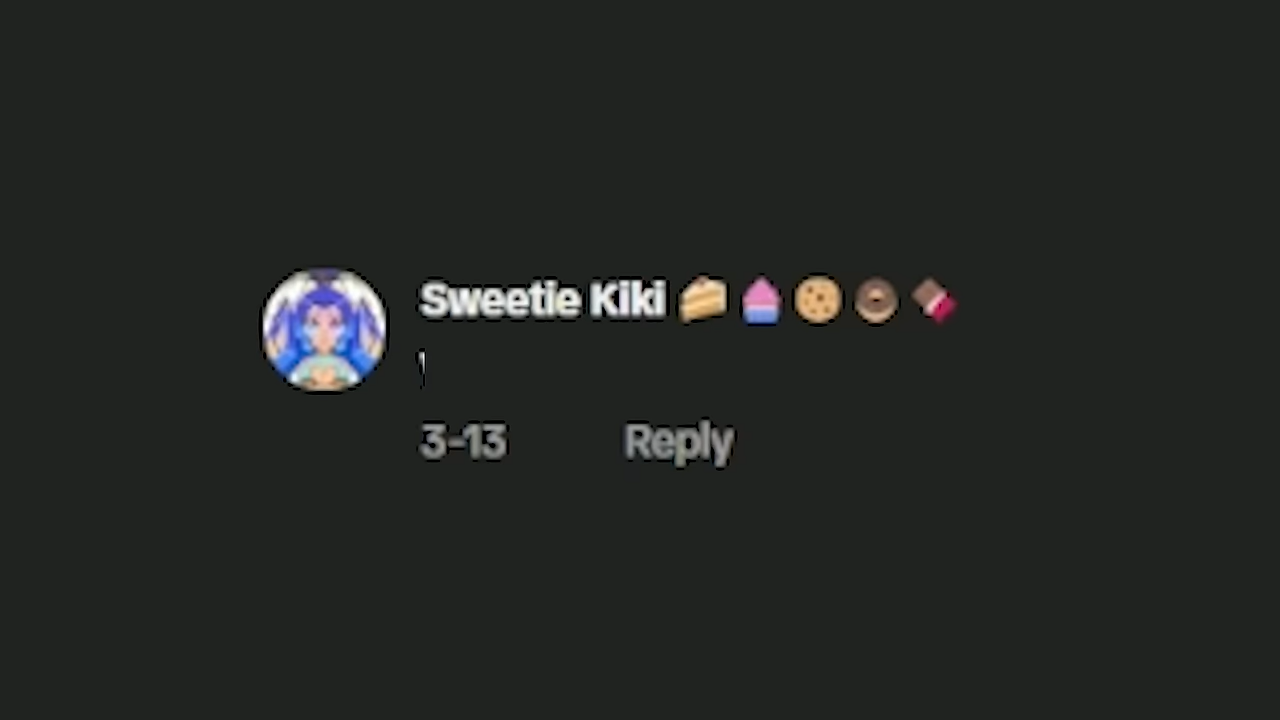 Sweetie Kiki 🍰🧁🍪🍩🍫
3-13 Reply